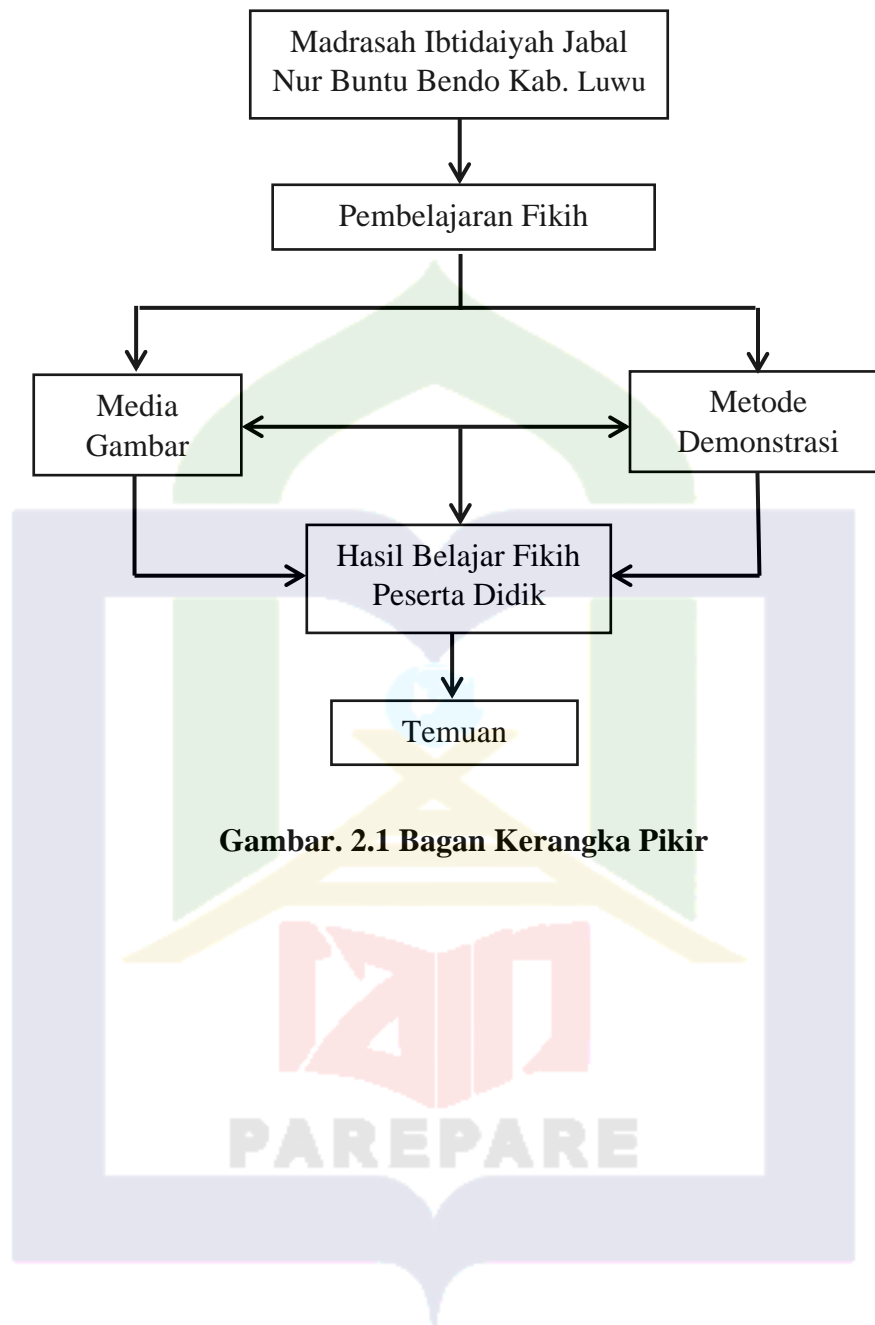 Madrasah Ibtidaiyah Jabal
Nur Buntu Bendo Kab. Luwu
Pembelajaran Fikih
Media
Gambar
Metode
Demonstrasi
Hasil Belajar Fikih
Peserta Didik
Temuan
Gambar. 2.1 Bagan Kerangka Pikir
iain
PAREPARE